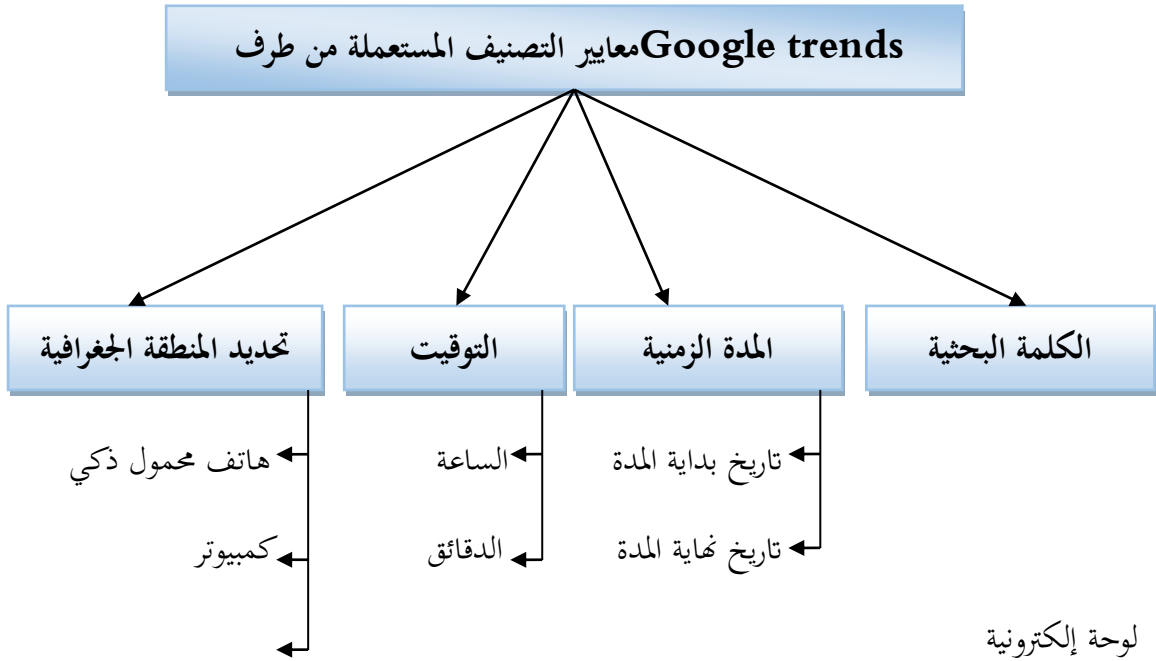 معايير التصنيف المستعملة من طرف Google trends
الكلمة البحثية
المدة الزمنية
تاريخ بداية المدة
تاريخ نهاية المدة
التوقيت
الساعة
الدقائق
تحديد المنطقة الجغرافية
هاتف محمول ذكي
كمبيوتر
لوحة إلكترونية